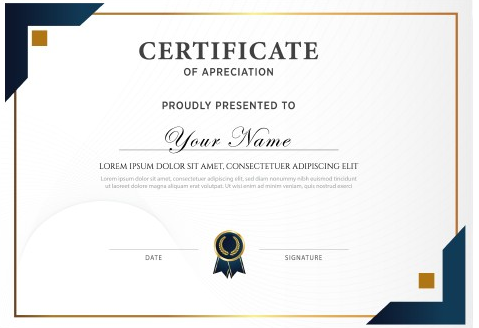 CERTIFICATE
OF APRECIATION
PROUDLY PRESENTED TO
Your Name
LOREM IPSUM DOLOR SIT AMET, CONSECTETUER ADIPISCING ELIT
Lorem ipsum dolor sit amet, consectetuer adipiscing elit, sed diam nonummy nibh euismod tincidunt
ut laoreet dolore magna aliquam erat volutpat. Ut wisi enim ad minim veniam, quis nostrud exerci
DATE
SIGNATURE